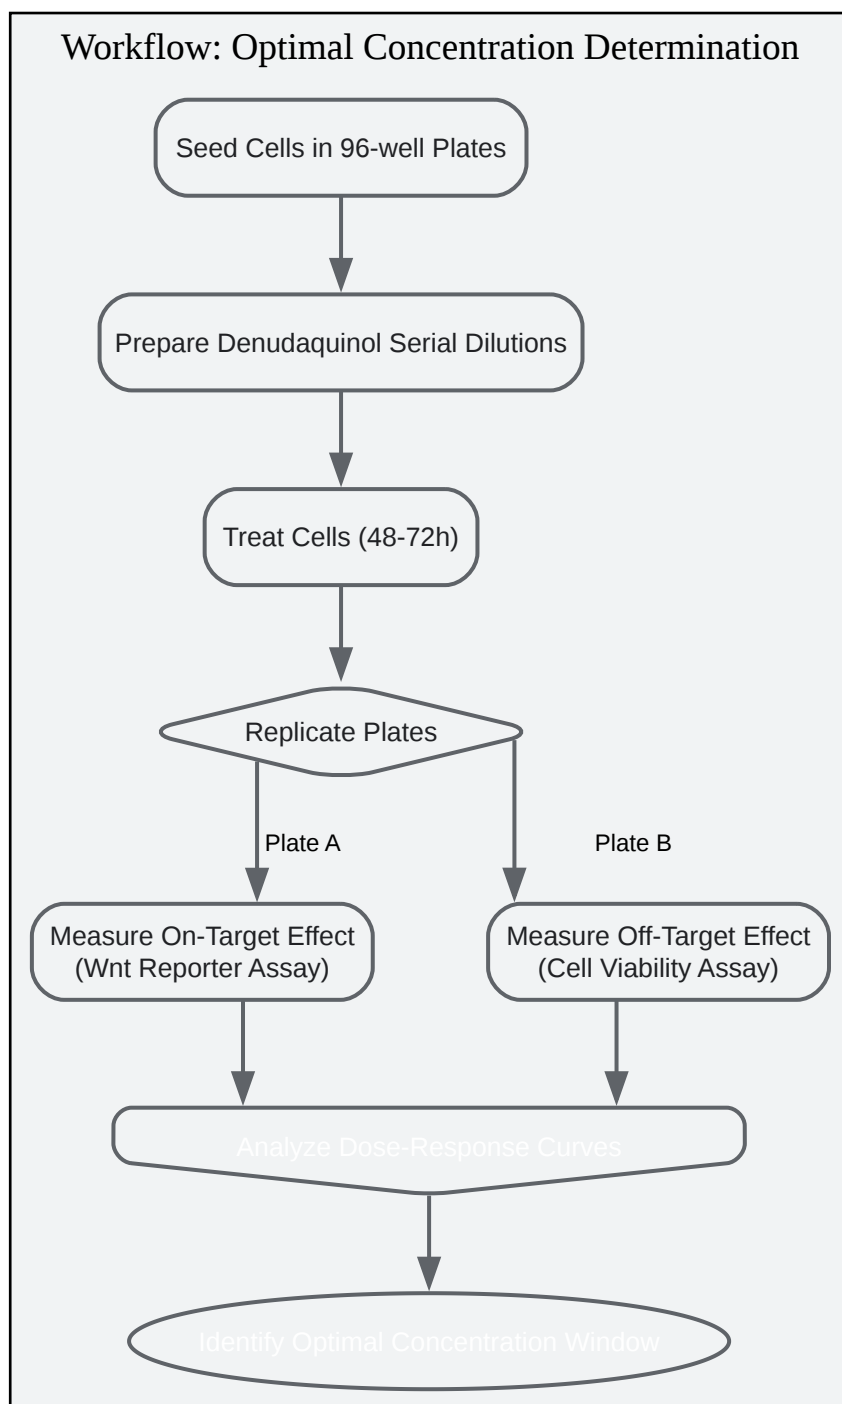 Workflow: Optimal Concentration Determination
Seed Cells in 96-well Plates
Prepare Denudaquinol Serial Dilutions
Treat Cells (48-72h)
Replicate Plates
Plate A
Plate B
Measure On-Target Effect
(Wnt Reporter Assay)
Measure Off-Target Effect
(Cell Viability Assay)
Analyze Dose-Response Curves
Identify Optimal Concentration Window